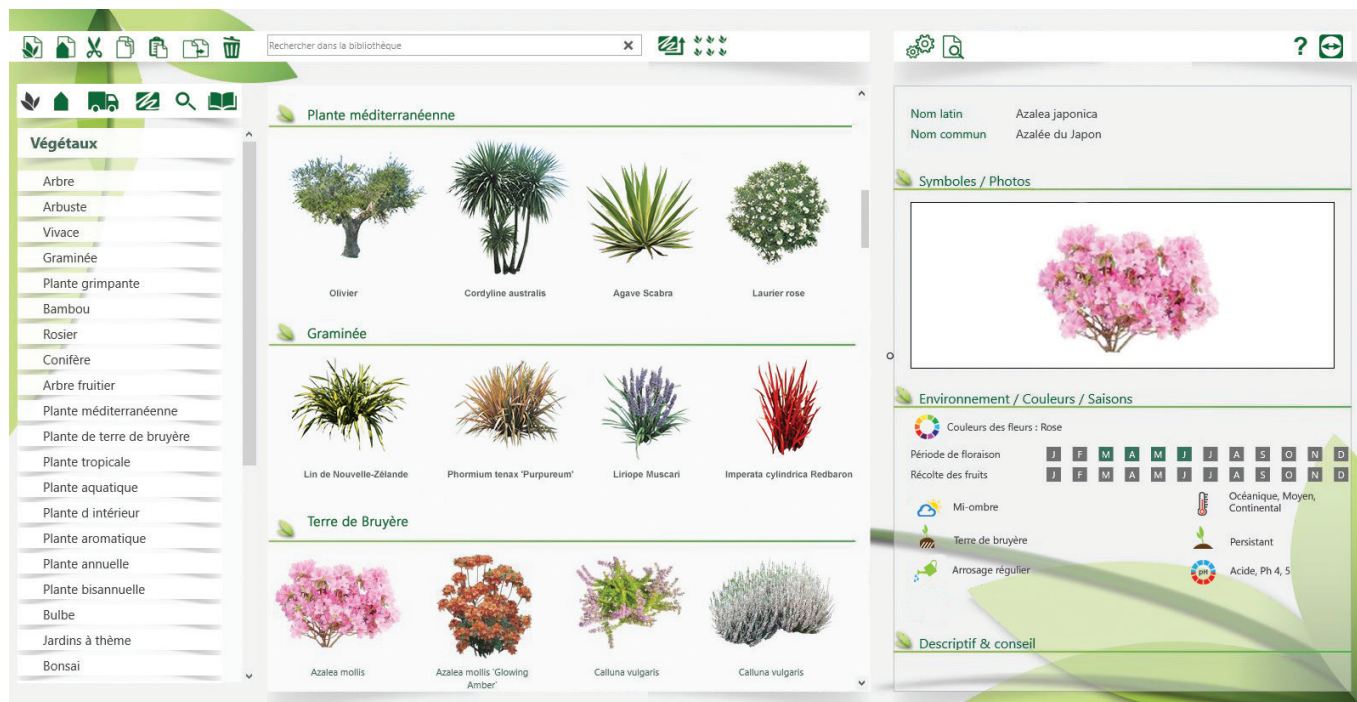 Rechercher dans la bibliothèque
?
Végétaux
Arbre
Arbuste
Vivace
Graminée
Plante grimpante
Bambou
Rosier
Conifère
Arbre fruitier
Plante méditerranéenne
Plante de terre de bruyère
Plante tropicale
Plante aquatique
Plante d intérieur
Plante aromatique
Plante annuelle
Plante bisannuelle
Bulbe
Jardins à thème
Bonsai
Plante méditerranéenne
Olivier
Cordyline australis
Agave Scabra
Laurier rose
Graminée
Lin de Nouvelle-Zélande
Phormium tenax 'Purpureum'
Liriope Muscari
Imperata cylindrica Redbaron
Terre de Bruyère
Azalea mollis
Azalea mollis 'Glowing
Amber'
Calluna vulgaris
Calluna vulgaris
Nom latin Azalea japonica
Nom commun Azalée du Japon
Symboles / Photos
Environnement / Couleurs / Saisons
Couleurs des fleurs : Rose
Période de floraison J F M A M J J A S O N D
Récolte des fruits J F M A M J J A S O N D
Mi-ombre
Océanique, Moyen,
Continental
Terre de bruyère
Persistant
Arrosage régulier
pH Acide, Ph 4, 5
Descriptif & conseil